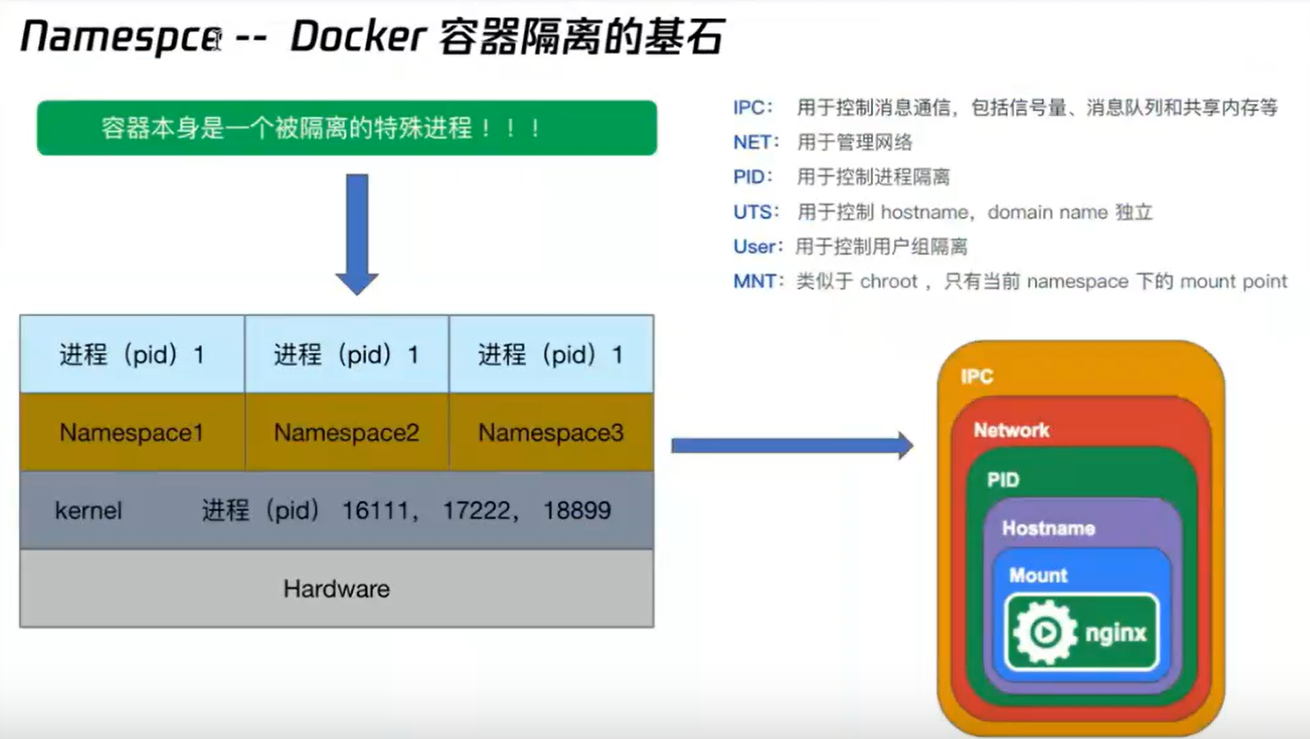 Namespce -- Docker 容器隔离的基石
容器本身是一个被隔离的特殊进程！！！
IPC： 用于控制消息通信，包括信号量、消息队列和共享内存等
NET： 用于管理网络
PID： 用于控制进程隔离
UTS： 用于控制 hostname，domain name 独立
User：用于控制用户组隔离
MNT：类似于 chroot ，只有当前 namespace 下的 mount point
进程（pid）1 进程（pid）1 进程（pid）1
Namespace1 Namespace2 Namespace3
kernel 进程（pid） 16111， 17222， 18899
Hardware
IPC
Network
PID
Hostname
Mount
nginx